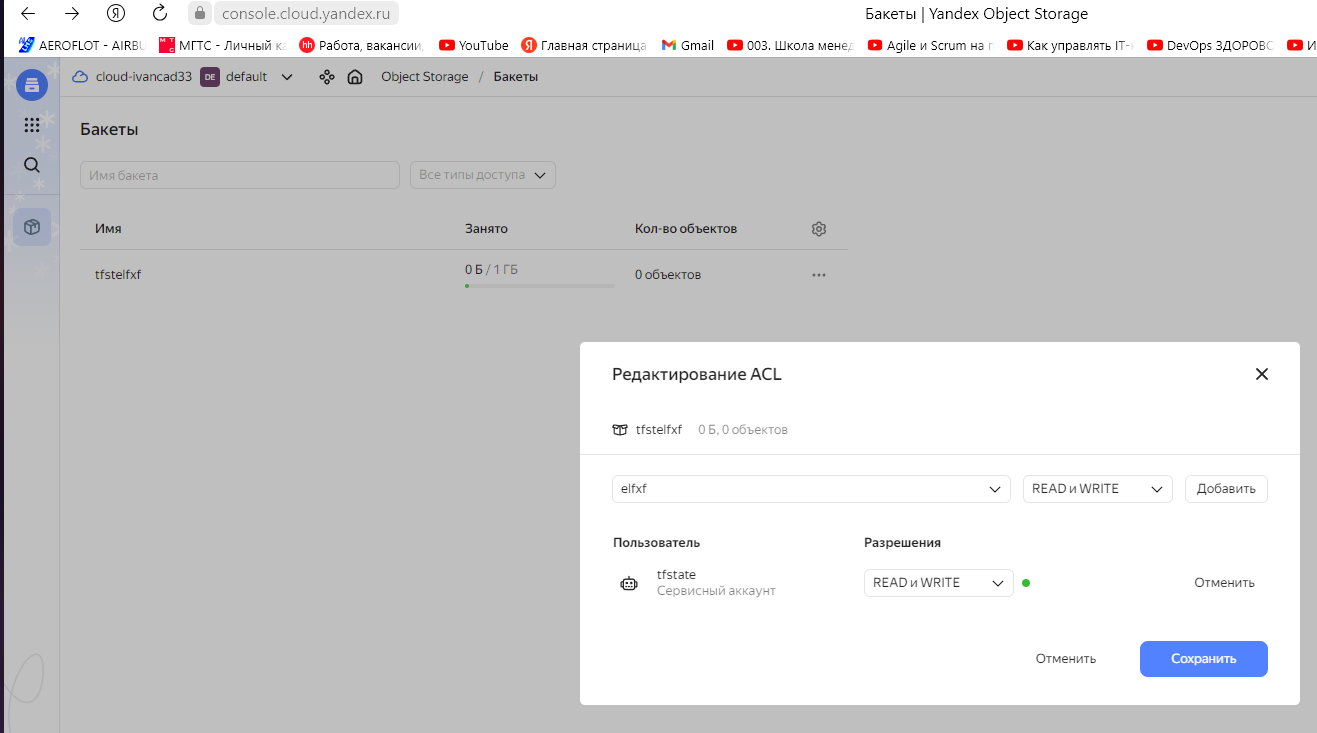 console.cloud.yandex.ru Бакеты | Yandex Object Storage
AEROFLOT - AIRBU МТС МГТС - Личный ка hh Работа, вакансии, YouTube Я Главная страница Gmail 003. Школа менед Agile и Scrum на п Как управлять IT- DevOps ЗДОРОВС
cloud-ivancad33 DE default Object Storage / Бакеты
Бакеты
Имя бакета Все типы доступа
Имя Занято Кол-во объектов
tfstelfxf 0 Б / 1 ГБ 0 объектов
Редактирование ACL
tfstelfxf 0 Б, 0 объектов
elfxf READ и WRITE Добавить
Пользователь Разрешения
tfstate
Сервисный аккаунт
READ и WRITE Отменить
Отменить Сохранить